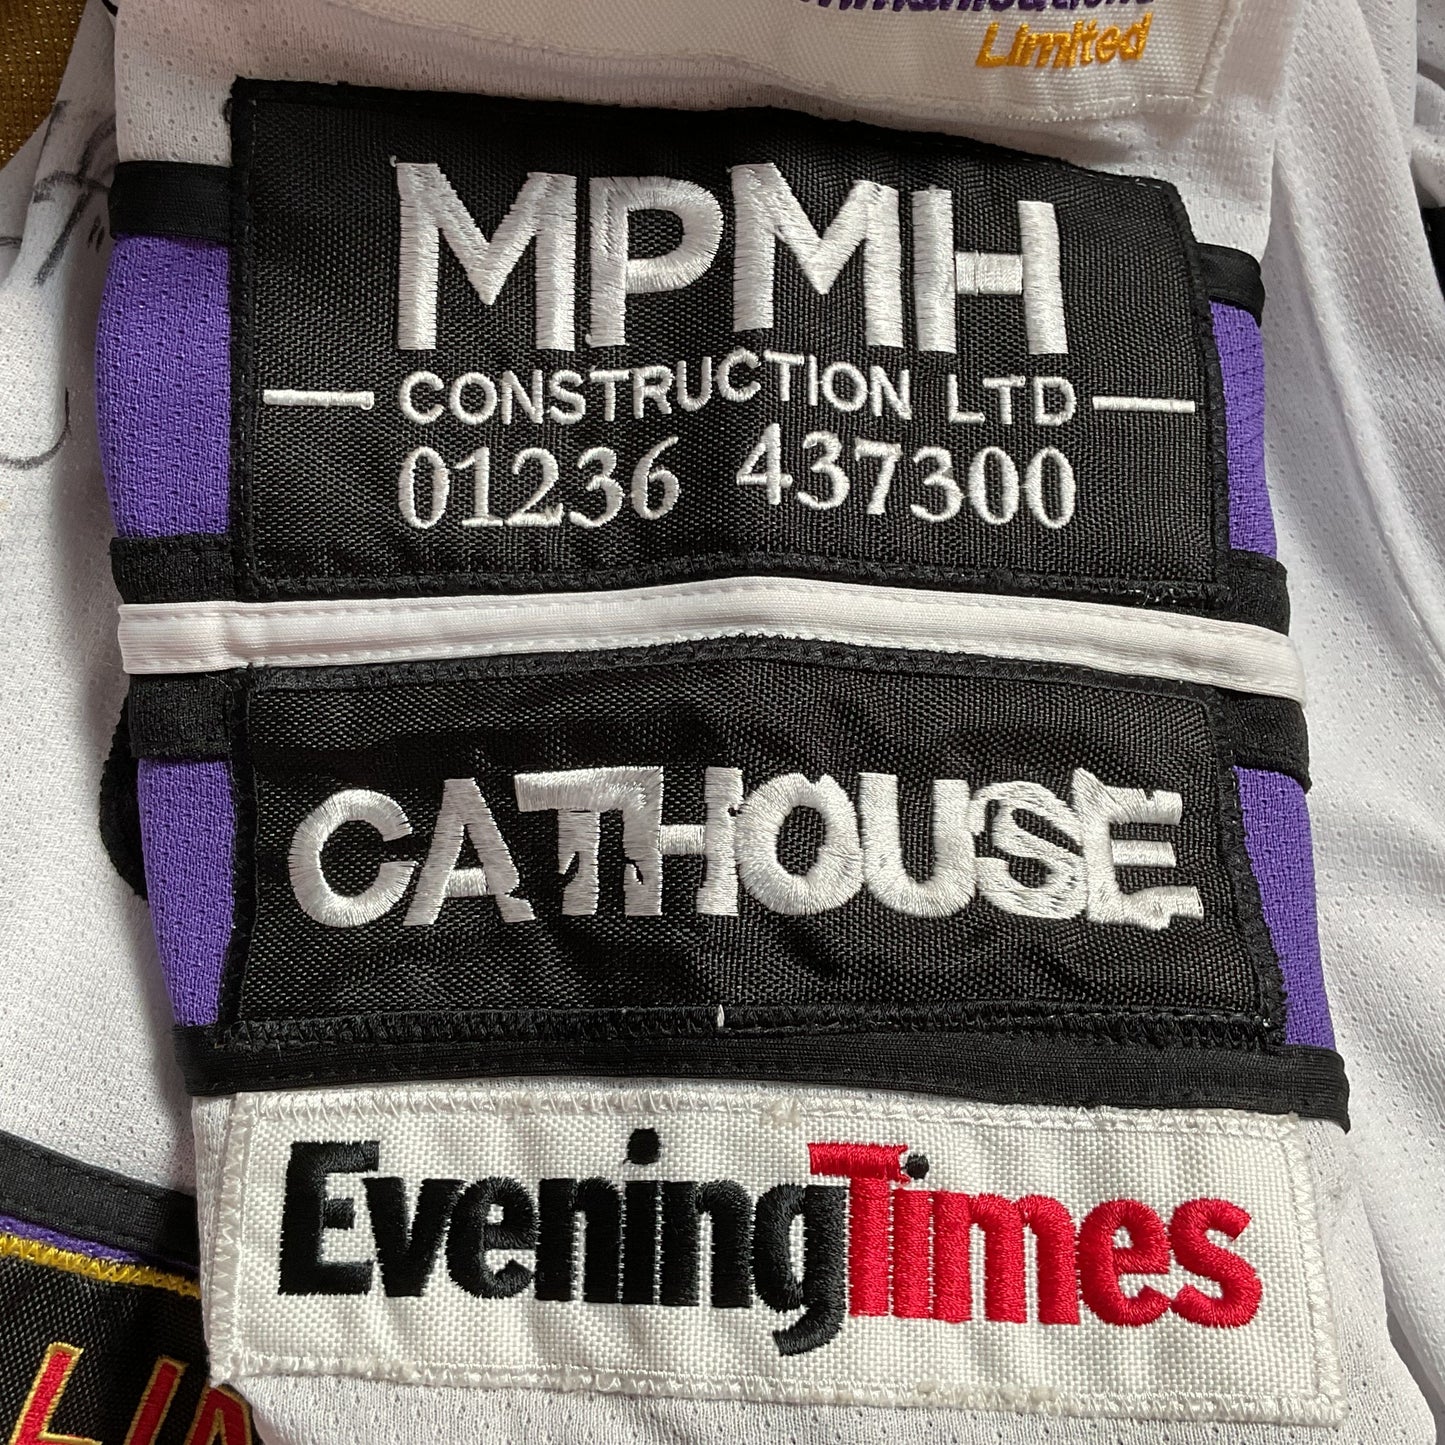 Limited
MPMH
CONSTRUCTION LTD
01236 437300
CATHOUSE
EveningTimes